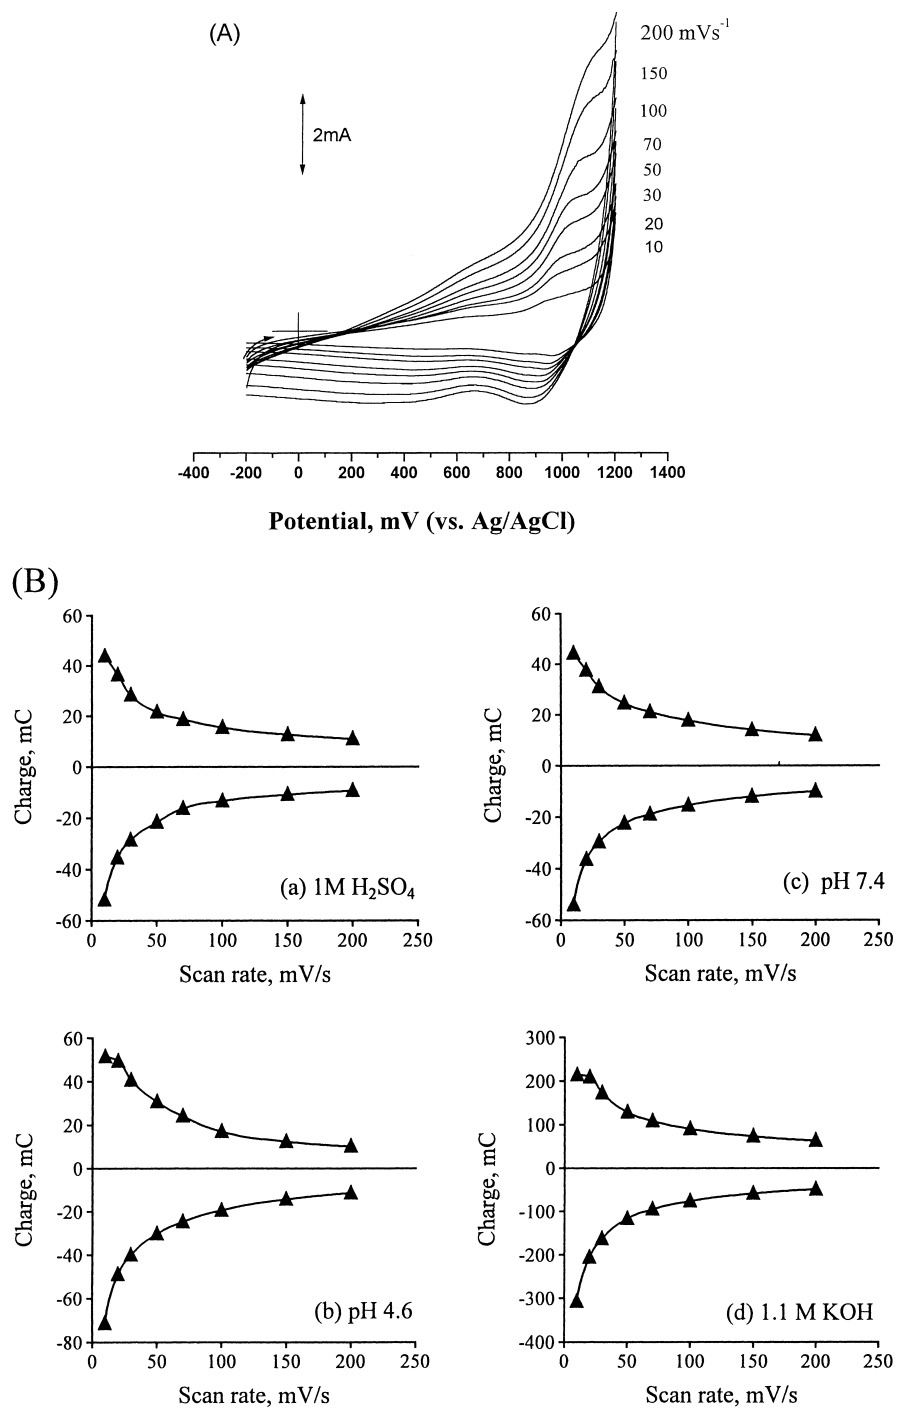 (A)
200 mVs⁻¹
150
100
70
50
30
20
10
2mA
-400 -200 0 200 400 600 800 1000 1200 1400
Potential, mV (vs. Ag/AgCl)
(B)
60
40
20
0
-20
-40
-60
Charge, mC
(a) 1M H₂SO₄
0 50 100 150 200 250
Scan rate, mV/s
60
40
20
0
-20
-40
-60
Charge, mC
(c) pH 7.4
0 50 100 150 200 250
Scan rate, mV/s
60
40
20
0
-20
-40
-60
-80
Charge, mC
(b) pH 4.6
0 50 100 150 200 250
Scan rate, mV/s
300
200
100
0
-100
-200
-300
-400
Charge, mC
(d) 1.1 M KOH
0 50 100 150 200 250
Scan rate, mV/s